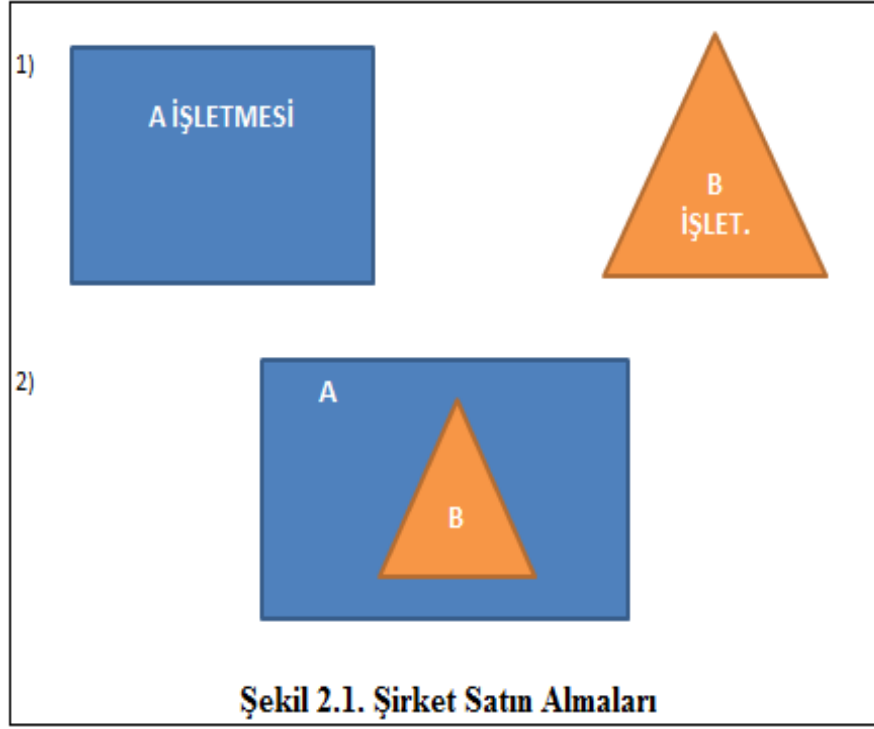 1)
A İŞLETMESİ
B
İŞLET.
2)
A
B
Şekil 2.1. Şirket Satın Almaları